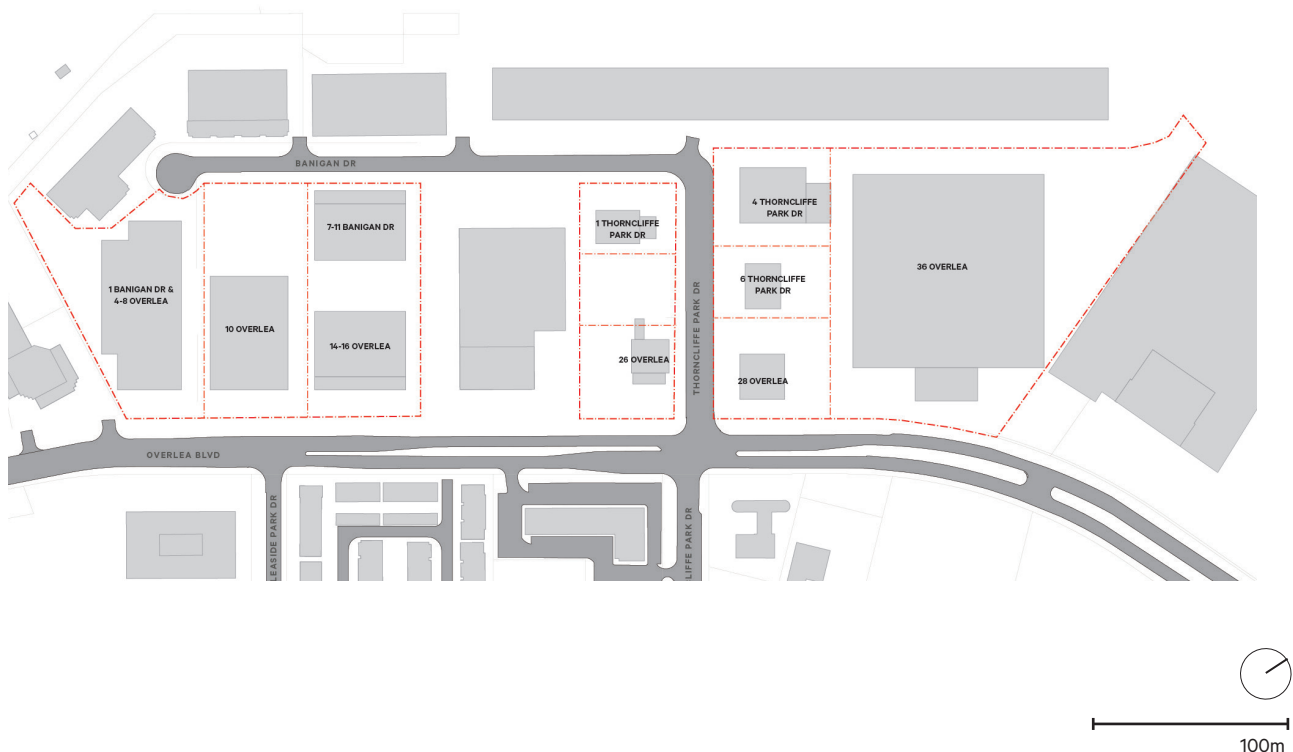 BANIGAN DR
4 THORNCLIFFE
PARK DR
1 THORNCLIFFE
PARK DR
7-11 BANIGAN DR
36 OVERLEA
6 THORNCLIFFE
PARK DR
1 BANIGAN DR &
4-8 OVERLEA
10 OVERLEA
THORNCLIFFE PARK DR
14-16 OVERLEA
26 OVERLEA
28 OVERLEA
OVERLEA BLVD
LEASIDE PARK DR
LIFFE PARK DR
100m